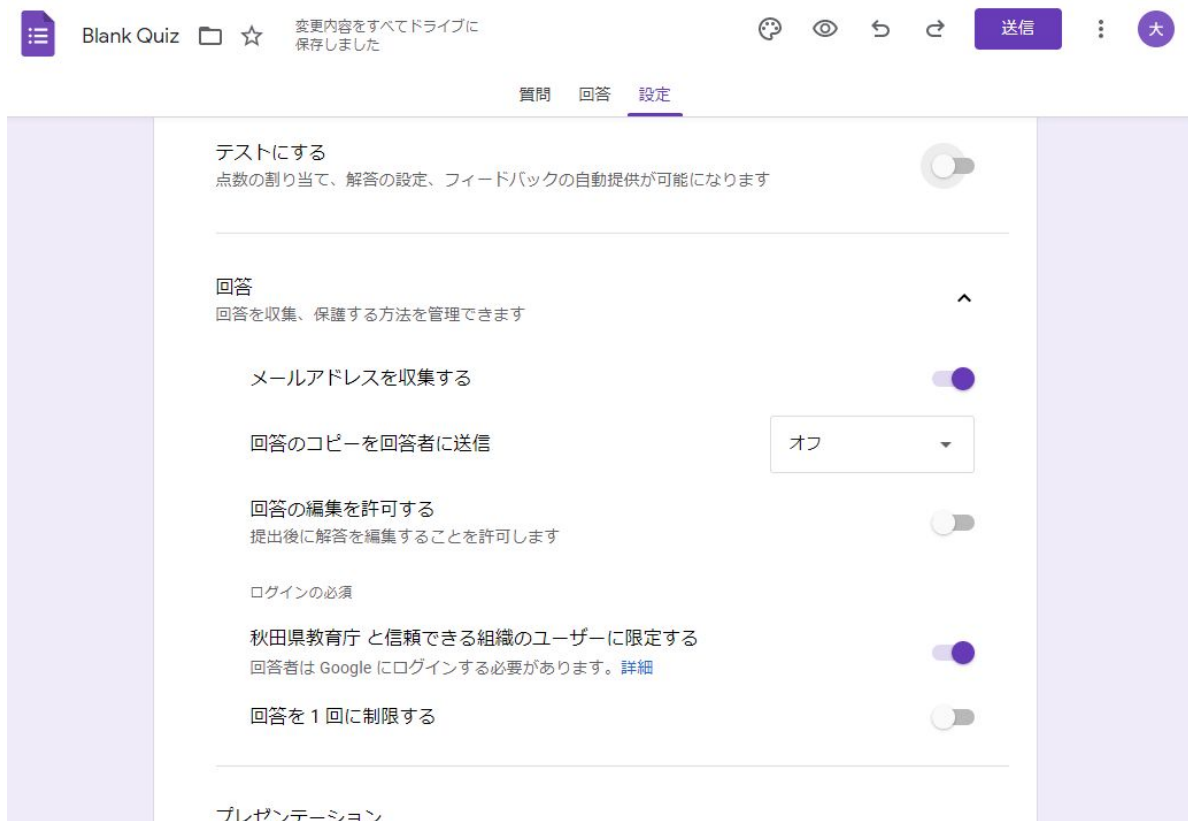 Blank Quiz
変更内容をすべてドライブに
保存しました
送信
大
質問 回答 設定
テストにする
点数の割り当て、解答の設定、フィードバックの自動提供が可能になります
回答
回答を収集、保護する方法を管理できます
メールアドレスを収集する
回答のコピーを回答者に送信
オフ
回答の編集を許可する
提出後に解答を編集することを許可します
ログインの必須
秋田県教育庁 と信頼できる組織のユーザーに限定する
回答者は Google にログインする必要があります。詳細
回答を 1 回に制限する
プレゼンテーション